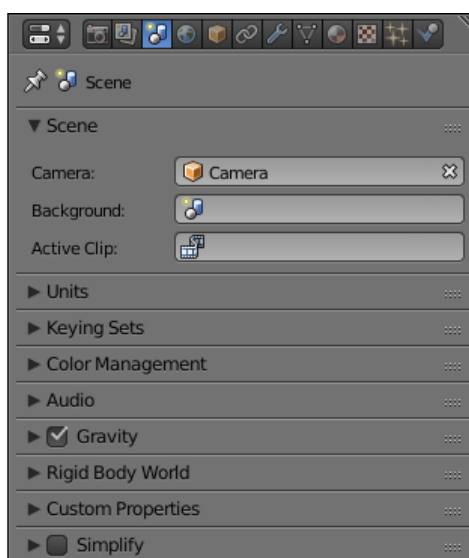 Scene
Scene
Camera: Camera
Background:
Active Clip:
Units
Keying Sets
Color Management
Audio
Gravity
Rigid Body World
Custom Properties
Simplify